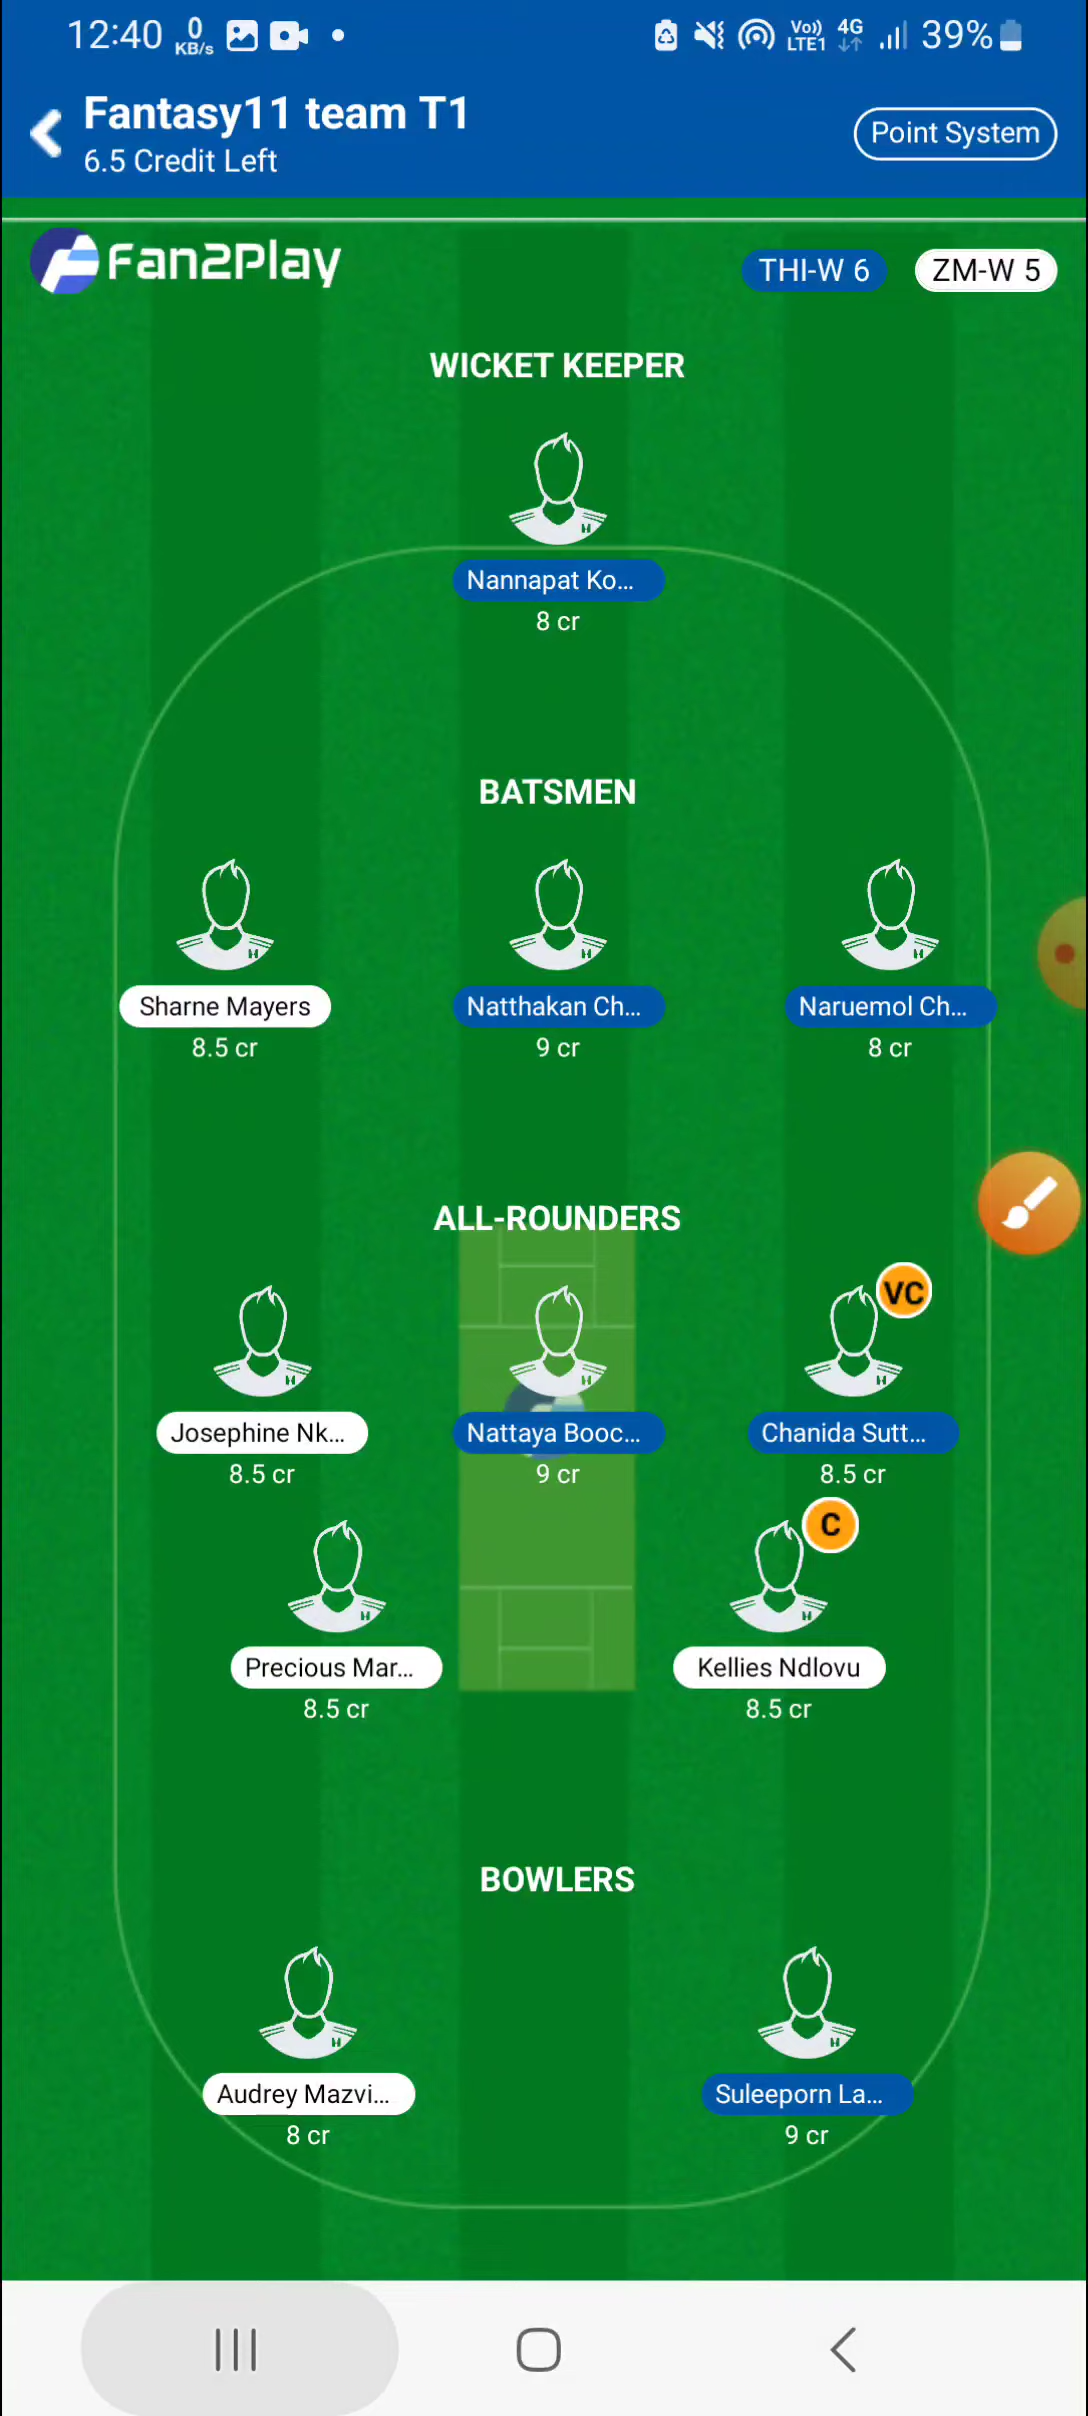 12:40 0 KB/s Vo)) LTE1 4G 39%
Fantasy11 team T1
6.5 Credit Left
Point System
Fan2Play
THI-W 6 ZM-W 5
WICKET KEEPER
Nannapat Ko...
8 cr
BATSMEN
Sharne Mayers Natthakan Ch... Naruemol Ch...
8.5 cr 9 cr 8 cr
ALL-ROUNDERS
VC
Josephine Nk... Nattaya Booc... Chanida Sutt...
8.5 cr 9 cr 8.5 cr
C
Precious Mar... Kellies Ndlovu
8.5 cr 8.5 cr
BOWLERS
Audrey Mazvi... Suleeporn La...
8 cr 9 cr